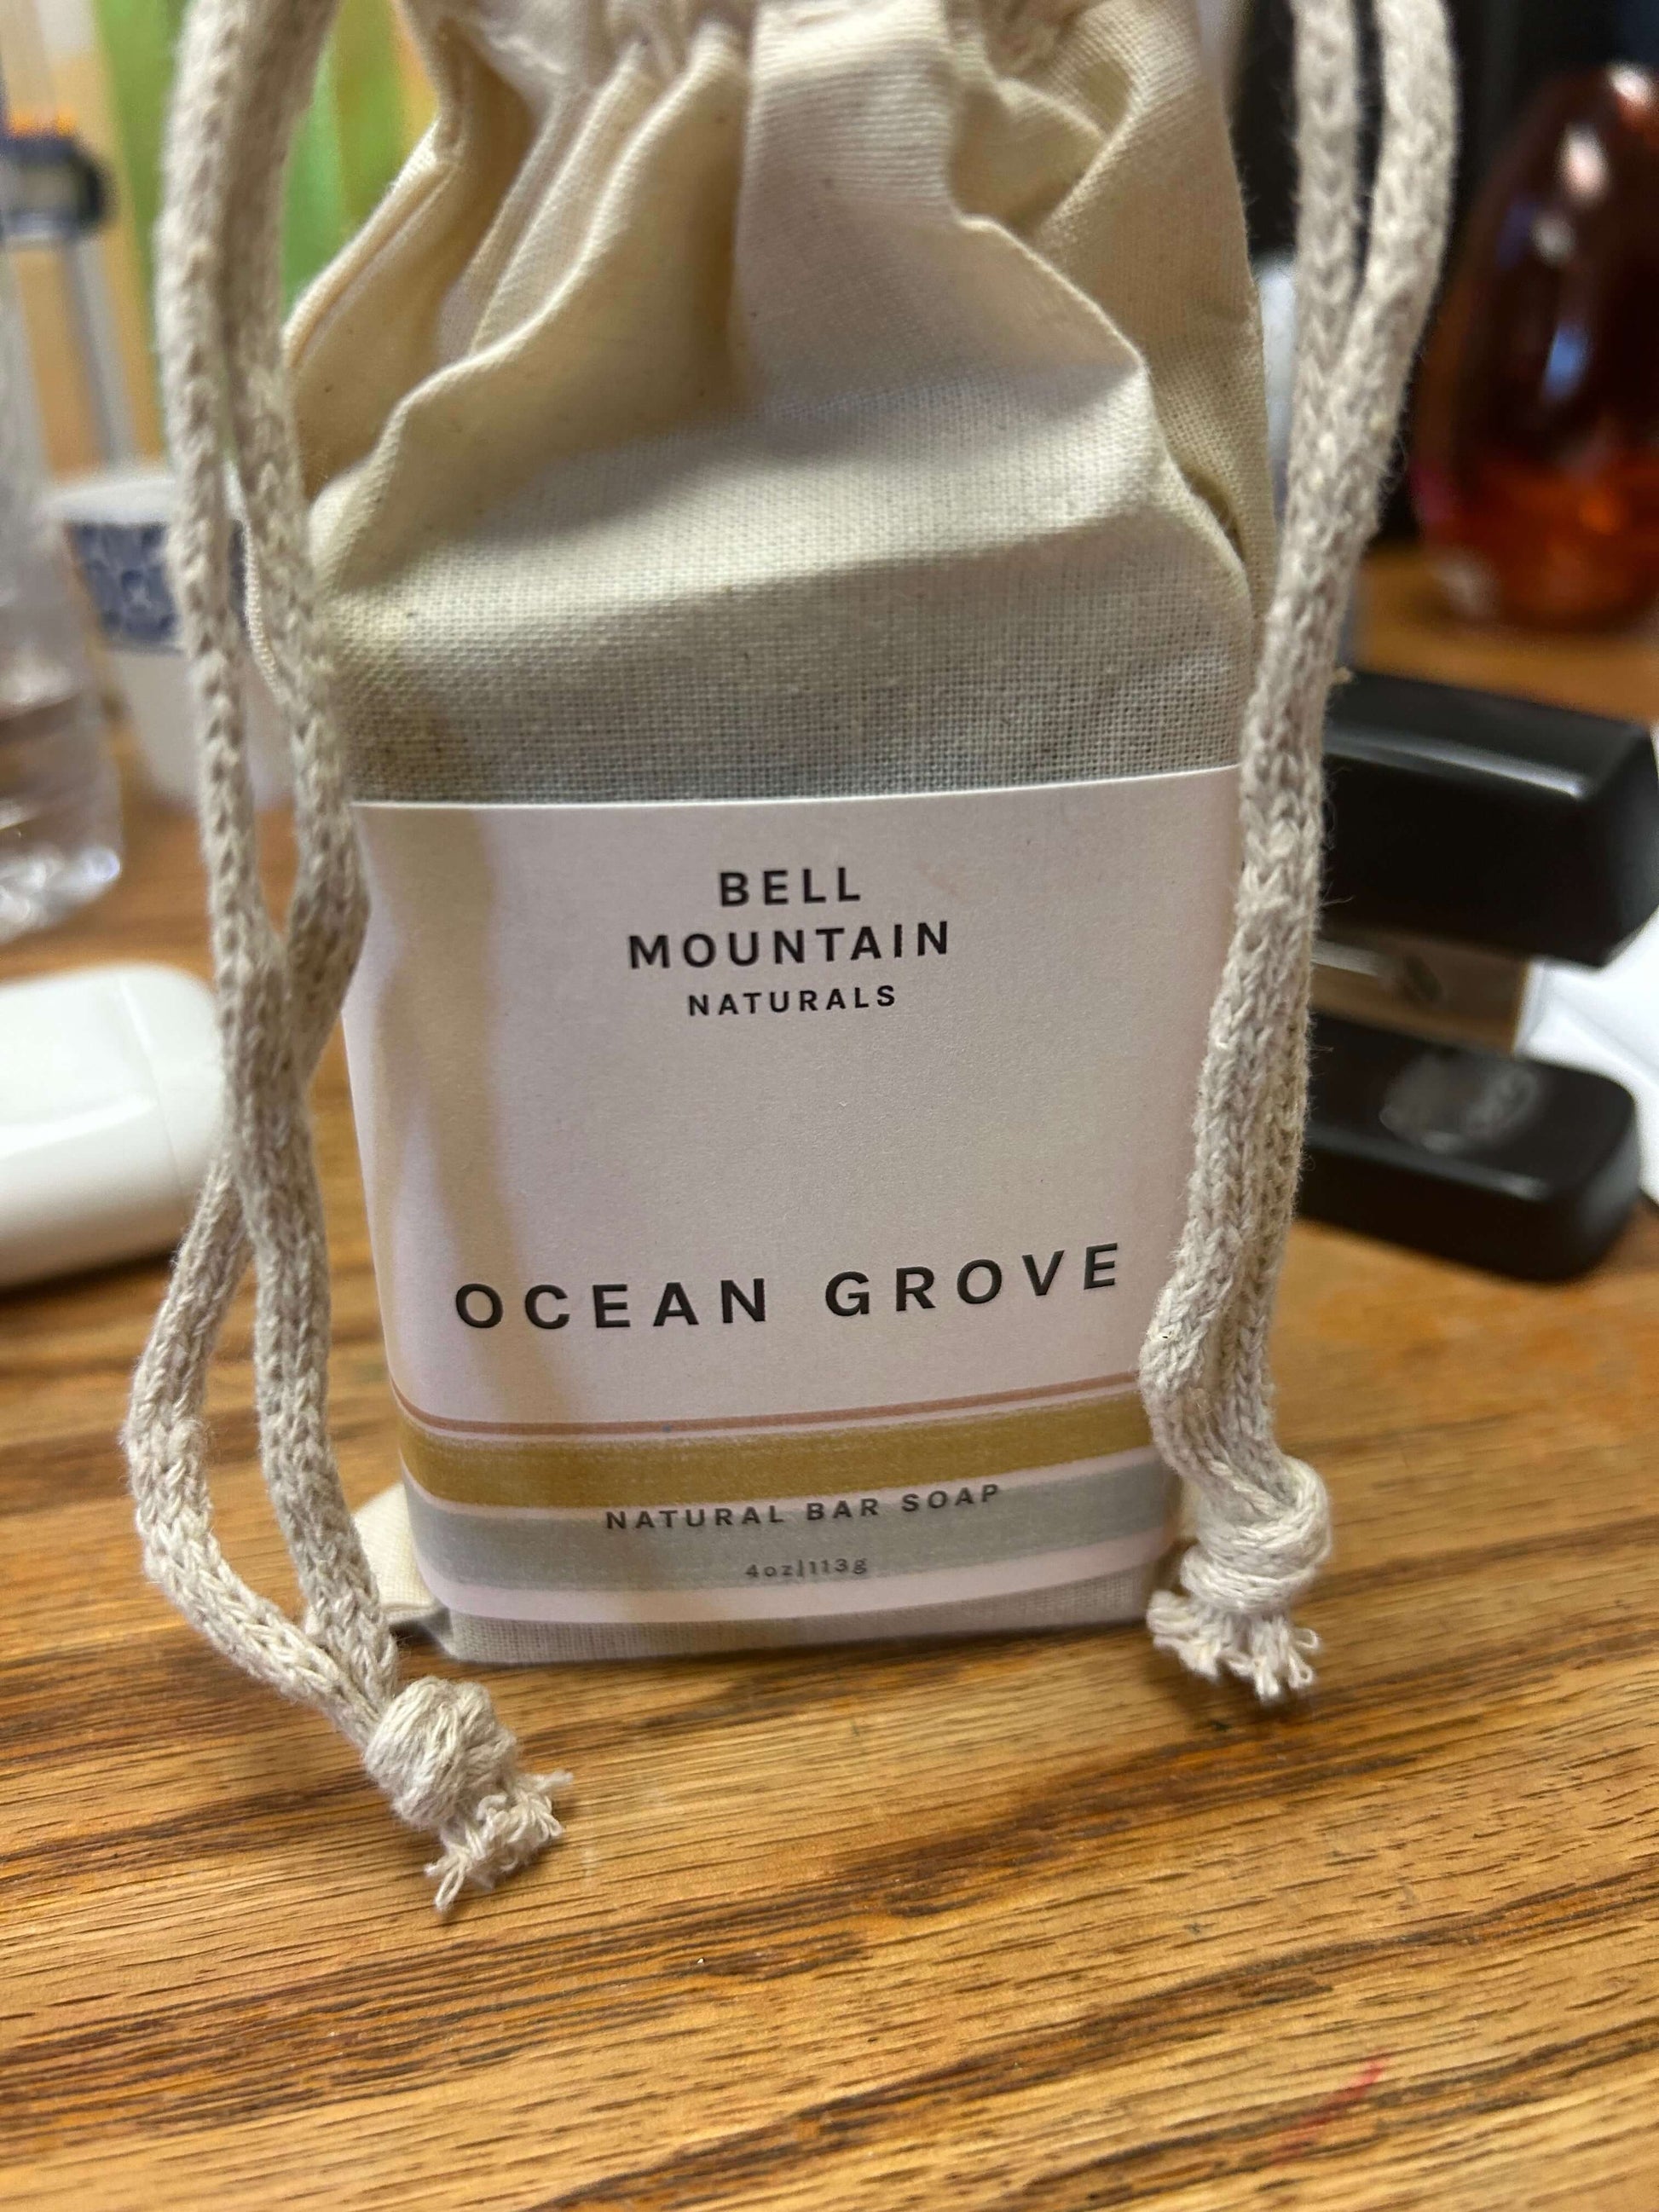 BELL
MOUNTAIN
NATURALS
OCEAN GROVE
NATURAL BAR SOAP
4oz|113g